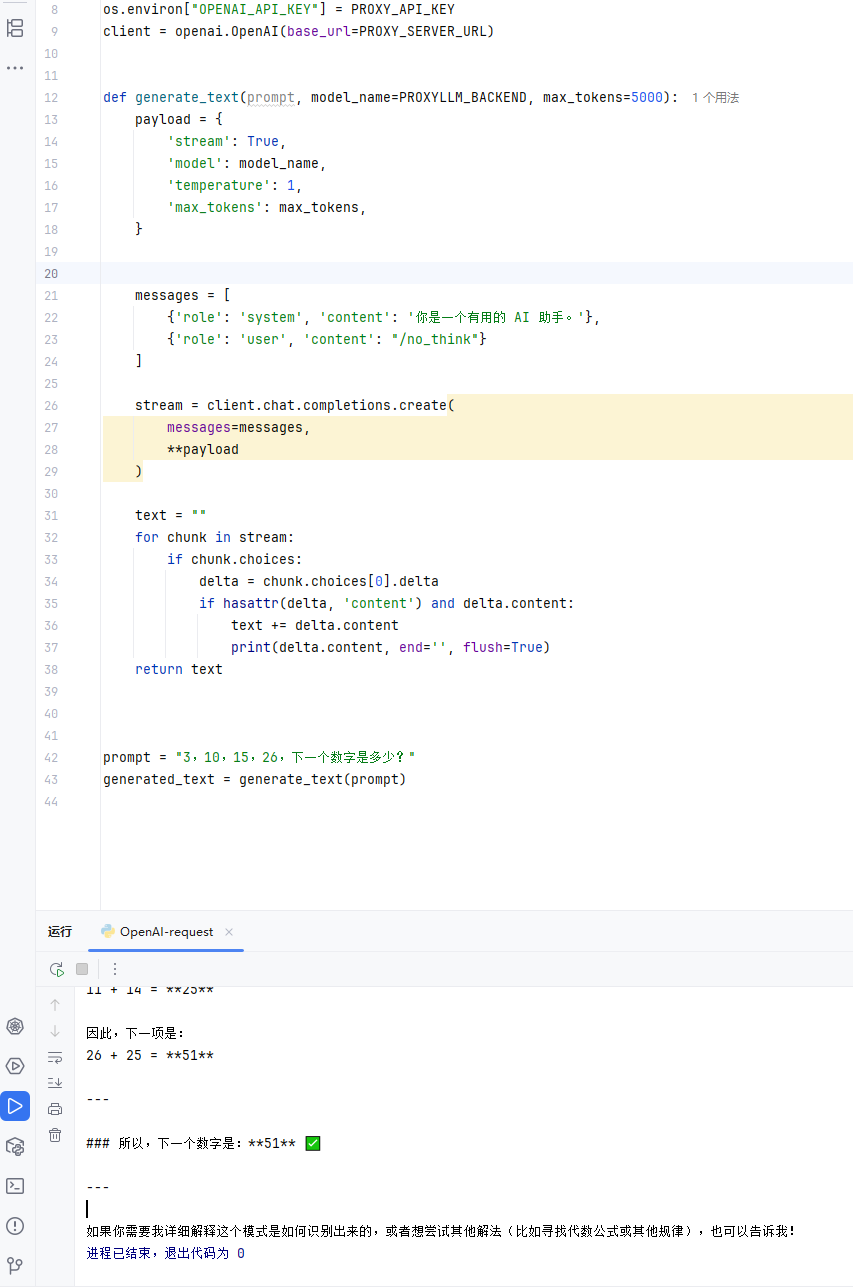 8 os.environ["OPENAI_API_KEY"] = PROXY_API_KEY
9 client = openai.OpenAI(base_url=PROXY_SERVER_URL)
10
11
12 def generate_text(prompt, model_name=PROXYLLM_BACKEND, max_tokens=5000): 1 个用法
13 payload = {
14 'stream': True,
15 'model': model_name,
16 'temperature': 1,
17 'max_tokens': max_tokens,
18 }
19
20
21 messages = [
22 {'role': 'system', 'content': '你是一个有用的 AI 助手。'},
23 {'role': 'user', 'content': "/no_think"}
24 ]
25
26 stream = client.chat.completions.create(
27 messages=messages,
28 **payload
29 )
30
31 text = ""
32 for chunk in stream:
33 if chunk.choices:
34 delta = chunk.choices[0].delta
35 if hasattr(delta, 'content') and delta.content:
36 text += delta.content
37 print(delta.content, end='', flush=True)
38 return text
39
40
41
42 prompt = "3，10，15，26，下一个数字是多少？"
43 generated_text = generate_text(prompt)
44
运行 OpenAI-request
11 + 14 = **25**
因此，下一项是：
26 + 25 = **51**
---
### 所以，下一个数字是：**51** ✅
---
如果你需要我详细解释这个模式是如何识别出来的，或者想尝试其他解法（比如寻找代数公式或其他规律），也可以告诉我！
进程已结束，退出代码为 0